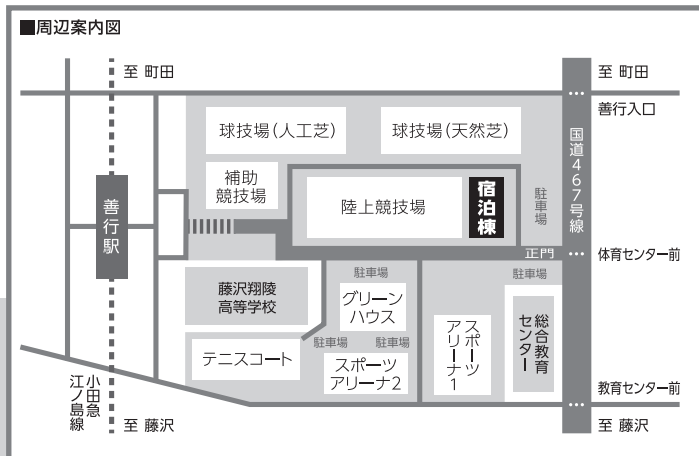 ■周辺案内図
至 町田
至 町田
善行入口
球技場(人工芝)
球技場(天然芝)
国道467号線
補助
競技場
陸上競技場
宿泊棟
駐車場
善行駅
正門
体育センター前
駐車場
駐車場
藤沢翔陵
高等学校
グリーン
ハウス
スポーツ
アリーナ1
総合教育
センター
駐車場
駐車場
テニスコート
スポーツ
アリーナ2
教育センター前
小田急
江ノ島線
至 藤沢
至 藤沢